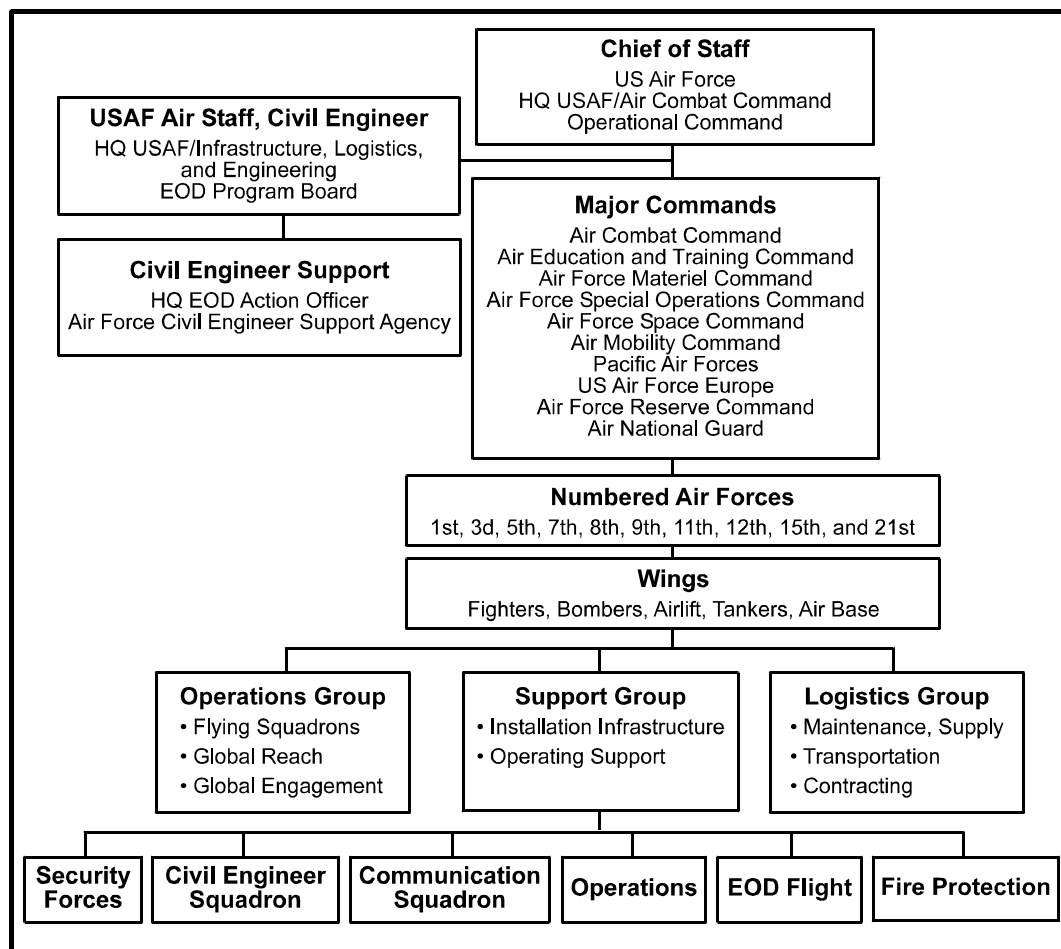 Chief of Staff
US Air Force
HQ USAF/Air Combat Command
Operational Command
USAF Air Staff, Civil Engineer
HQ USAF/Infrastructure, Logistics,
and Engineering
EOD Program Board
Civil Engineer Support
HQ EOD Action Officer
Air Force Civil Engineer Support Agency
Major Commands
Air Combat Command
Air Education and Training Command
Air Force Materiel Command
Air Force Special Operations Command
Air Force Space Command
Air Mobility Command
Pacific Air Forces
US Air Force Europe
Air Force Reserve Command
Air National Guard
Numbered Air Forces
1st, 3d, 5th, 7th, 8th, 9th, 11th, 12th, 15th, and 21st
Wings
Fighters, Bombers, Airlift, Tankers, Air Base
Operations Group
• Flying Squadrons
• Global Reach
• Global Engagement
Support Group
• Installation Infrastructure
• Operating Support
Logistics Group
• Maintenance, Supply
• Transportation
• Contracting
Security
Forces
Civil Engineer
Squadron
Communication
Squadron
Operations
EOD Flight
Fire Protection